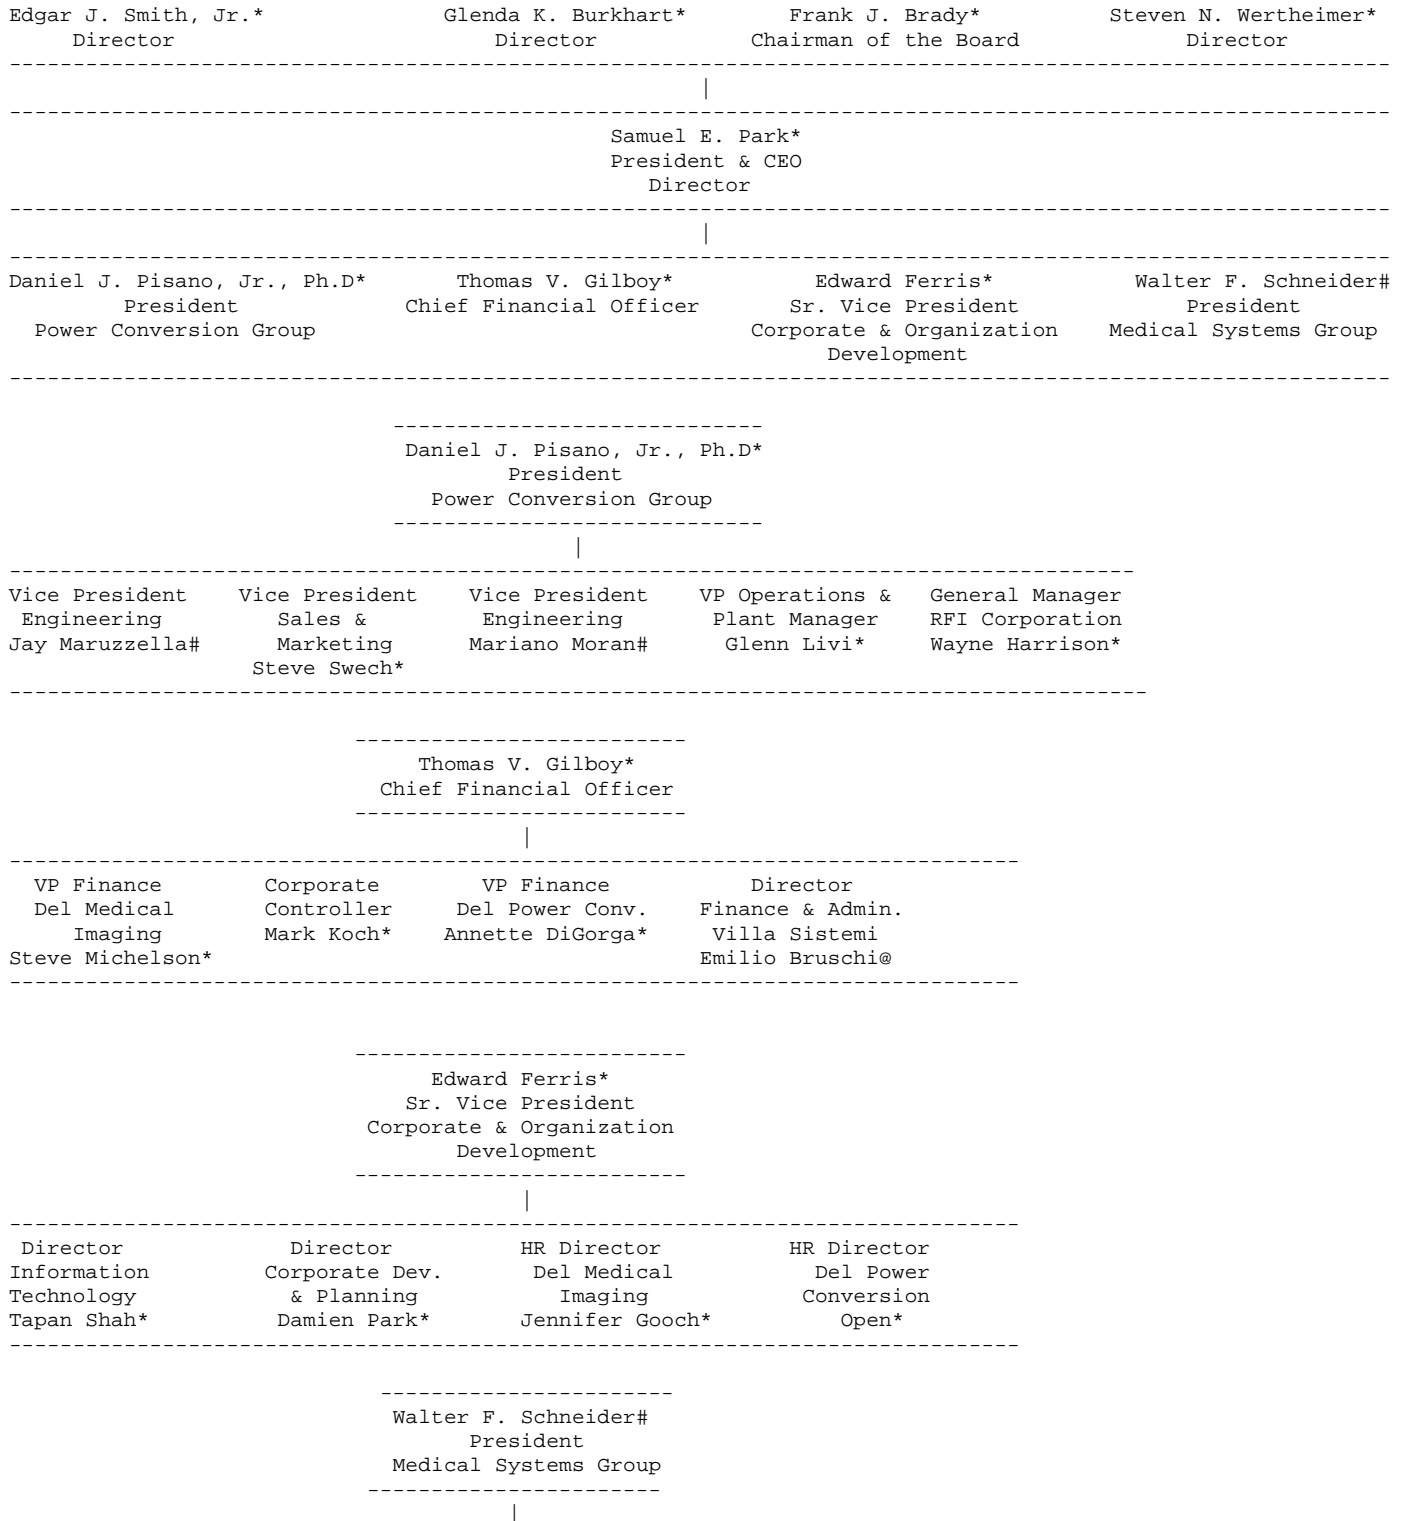 Edgar J. Smith, Jr.* Glenda K. Burkhart* Frank J. Brady* Steven N. Wertheimer*
Director Director Chairman of the Board Director
Samuel E. Park*
President & CEO
Director
Daniel J. Pisano, Jr., Ph.D* Thomas V. Gilboy* Edward Ferris* Walter F. Schneider#
President Chief Financial Officer Sr. Vice President President
Power Conversion Group Corporate & Organization Medical Systems Group
Development
Daniel J. Pisano, Jr., Ph.D*
President
Power Conversion Group
Vice President Vice President Vice President VP Operations & General Manager
Engineering Sales & Engineering Plant Manager RFI Corporation
Jay Maruzzella# Marketing Mariano Moran# Glenn Livi* Wayne Harrison*
Steve Swech*
Thomas V. Gilboy*
Chief Financial Officer
VP Finance Corporate VP Finance Director
Del Medical Controller Del Power Conv. Finance & Admin.
Imaging Mark Koch* Annette DiGorga* Villa Sistemi
Steve Michelson* Emilio Bruschi@
Edward Ferris*
Sr. Vice President
Corporate & Organization
Development
Director Director HR Director HR Director
Information Corporate Dev. Del Medical Del Power
Technology & Planning Imaging Conversion
Tapan Shah* Damien Park* Jennifer Gooch* Open*
Walter F. Schneider#
President
Medical Systems Group